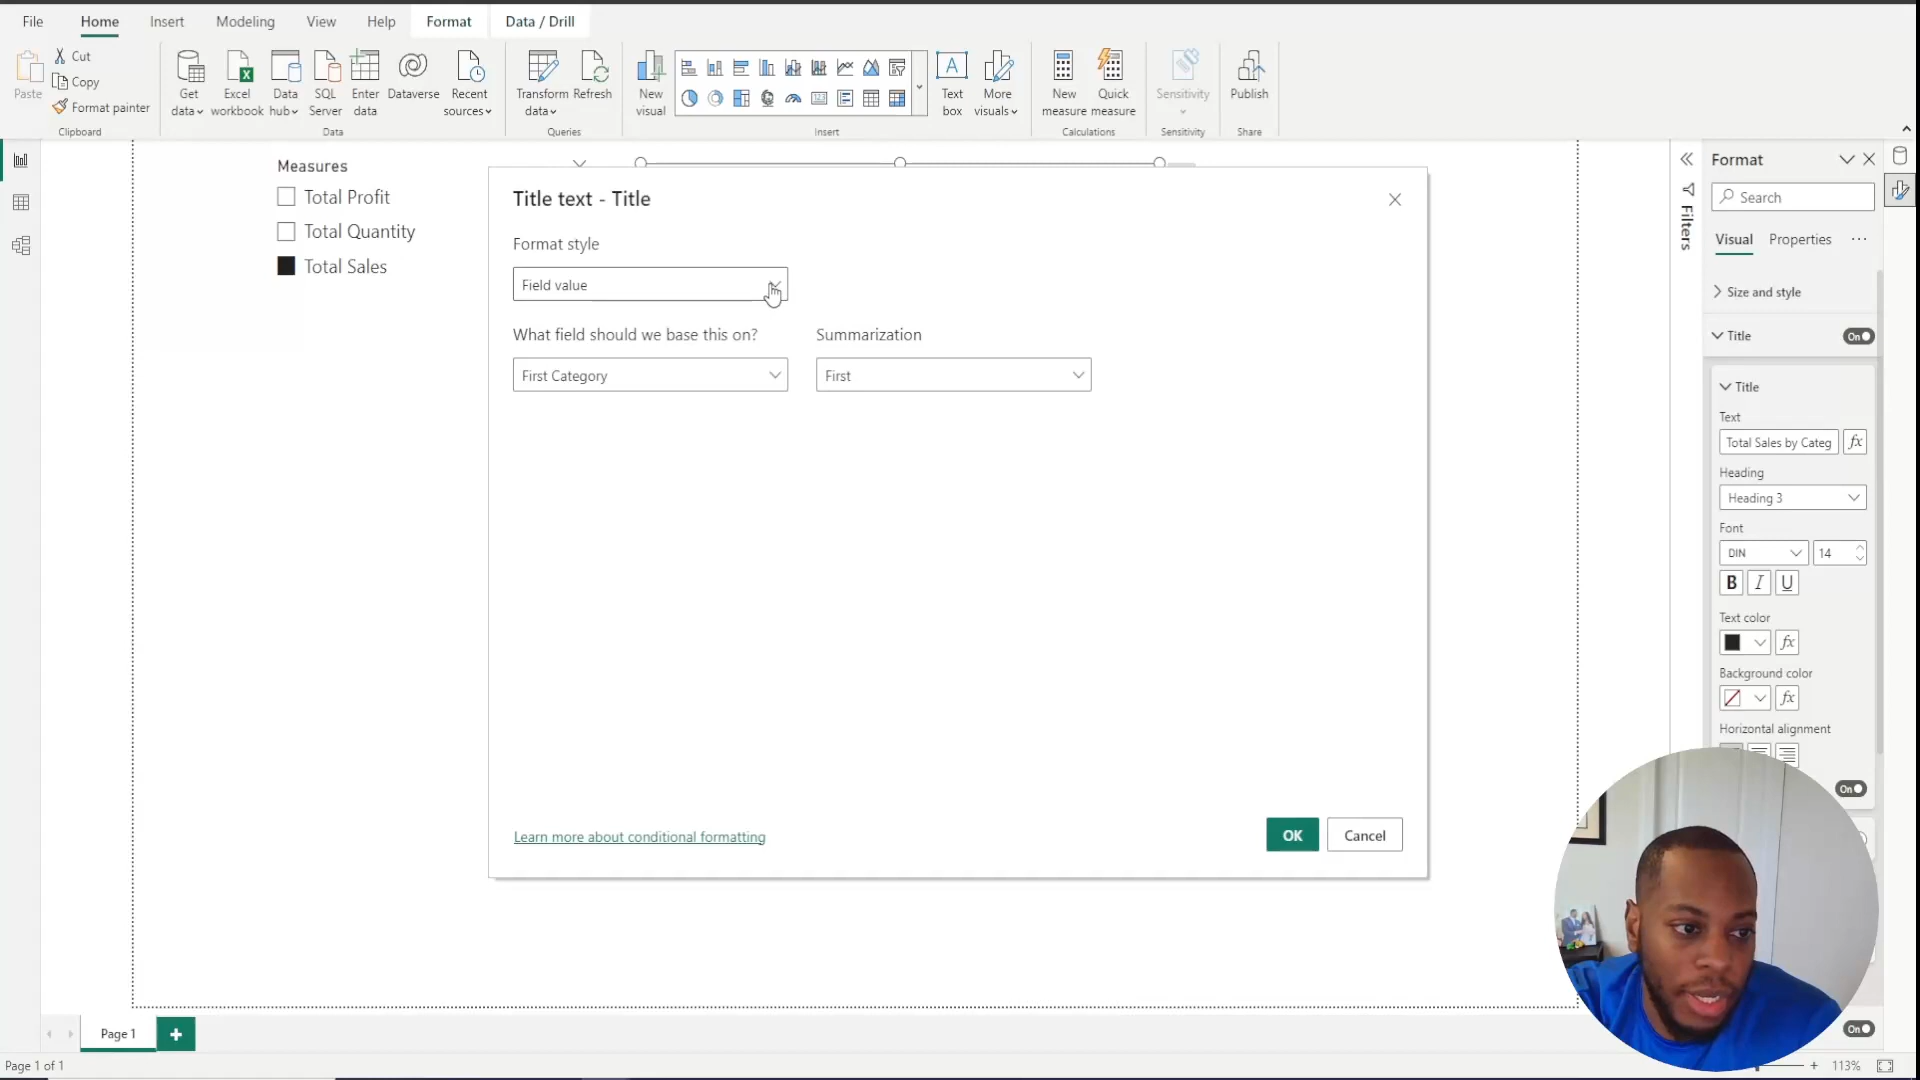 File Home Insert Modeling View Help Format Data / Drill
Paste
Cut
Copy
Format painter
Clipboard
Get data
Excel workbook
Data hub
SQL Server
Enter data
Dataverse
Recent sources
Data
Transform data
Refresh
Queries
New visual
Insert
A
Text box
More visuals
New measure
Quick measure
Calculations
Sensitivity
Sensitivity
Publish
Share
Measures
Total Profit
Total Quantity
Total Sales
Title text - Title
Format style
Field value
What field should we base this on? Summarization
First Category First
Learn more about conditional formatting
OK Cancel
Filters
Format
Search
Visual Properties ...
Size and style
Title On
Title
Text
Total Sales by Categ fx
Heading
Heading 3
Font
DIN 14
B I U
Text color
fx
Background color
fx
Horizontal alignment
On
On
Page 1 +
Page 1 of 1
+ 113%